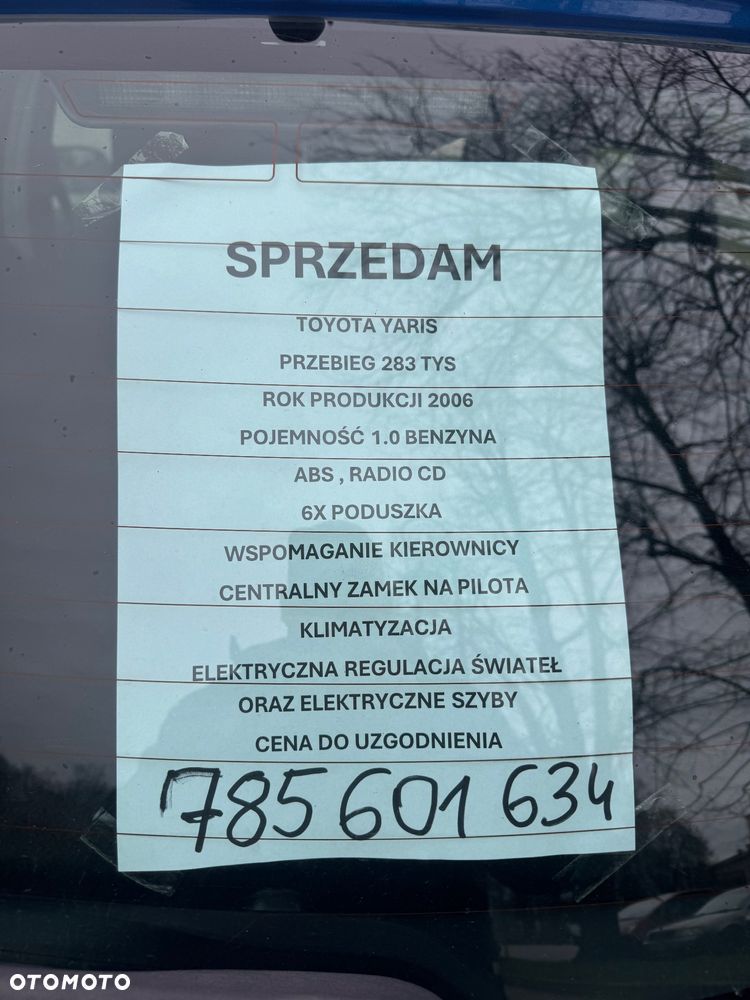 SPRZEDAM
TOYOTA YARIS
PRZEBIEG 283 TYS
ROK PRODUKCJI 2006
POJEMNOŚĆ 1.0 BENZYNA
ABS , RADIO CD
6X PODUSZKA
WSPOMAGANIE KIEROWNICY
CENTRALNY ZAMEK NA PILOTA
KLIMATYZACJA
ELEKTRYCZNA REGULACJA ŚWIATEŁ
ORAZ ELEKTRYCZNE SZYBY
CENA DO UZGODNIENIA
785 601 634
OTOMOTO